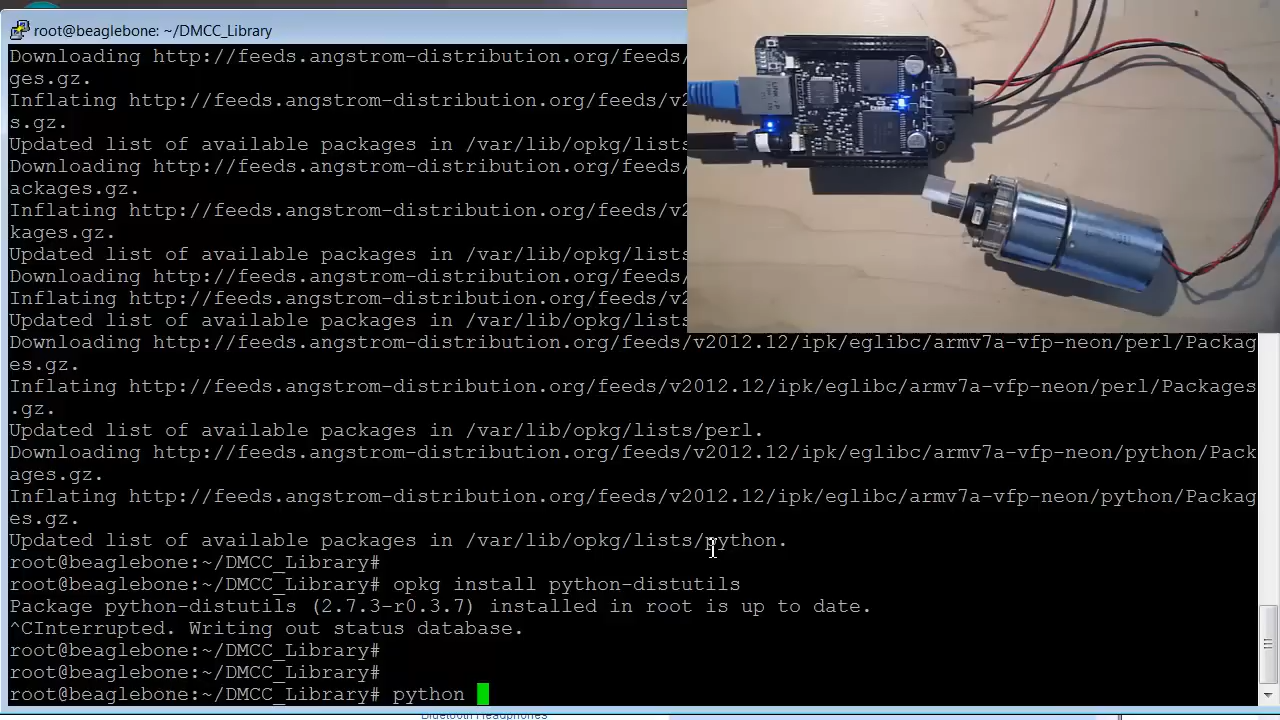 root@beaglebone: ~/DMCC_Library
Downloading http://feeds.angstrom-distribution.org/feeds/
ges.gz.
Inflating http://feeds.angstrom-distribution.org/feeds/v2
s.gz.
Updated list of available packages in /var/lib/opkg/lists
Downloading http://feeds.angstrom-distribution.org/feeds/
ackages.gz.
Inflating http://feeds.angstrom-distribution.org/feeds/v2
kages.gz.
Updated list of available packages in /var/lib/opkg/lists
Downloading http://feeds.angstrom-distribution.org/feeds/
Inflating http://feeds.angstrom-distribution.org/feeds/v2
Updated list of available packages in /var/lib/opkg/lists
Downloading http://feeds.angstrom-distribution.org/feeds/v2012.12/ipk/eglibc/armv7a-vfp-neon/perl/Packag
es.gz.
Inflating http://feeds.angstrom-distribution.org/feeds/v2012.12/ipk/eglibc/armv7a-vfp-neon/perl/Packages
.gz.
Updated list of available packages in /var/lib/opkg/lists/perl.
Downloading http://feeds.angstrom-distribution.org/feeds/v2012.12/ipk/eglibc/armv7a-vfp-neon/python/Pack
ages.gz.
Inflating http://feeds.angstrom-distribution.org/feeds/v2012.12/ipk/eglibc/armv7a-vfp-neon/python/Packag
es.gz.
Updated list of available packages in /var/lib/opkg/lists/python.
root@beaglebone:~/DMCC_Library#
root@beaglebone:~/DMCC_Library# opkg install python-distutils
Package python-distutils (2.7.3-r0.3.7) installed in root is up to date.
^CInterrupted. Writing out status database.
root@beaglebone:~/DMCC_Library#
root@beaglebone:~/DMCC_Library#
root@beaglebone:~/DMCC_Library# python
Bluetooth Headphones